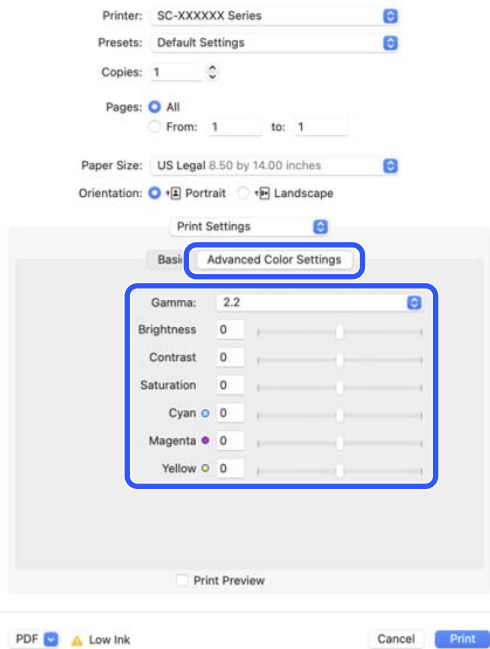 Printer: SC-XXXXXX Series
Presets: Default Settings
Copies: 1
Pages: All
From: 1 to: 1
Paper Size: US Legal 8.50 by 14.00 inches
Orientation: Portrait Landscape
Print Settings
Basic Advanced Color Settings
Gamma: 2.2
Brightness 0
Contrast 0
Saturation 0
Cyan 0
Magenta 0
Yellow 0
Print Preview
PDF Low Ink Cancel Print